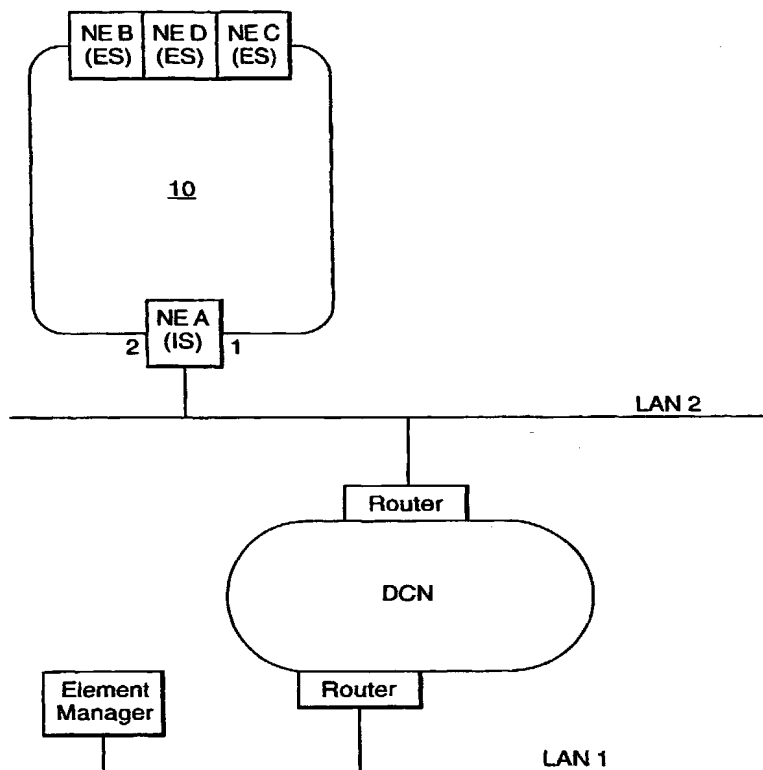 NE B
(ES)
NE D
(ES)
NE C
(ES)
10
NE A
(IS)
2
1
LAN 2
Router
DCN
Router
Element
Manager
LAN 1